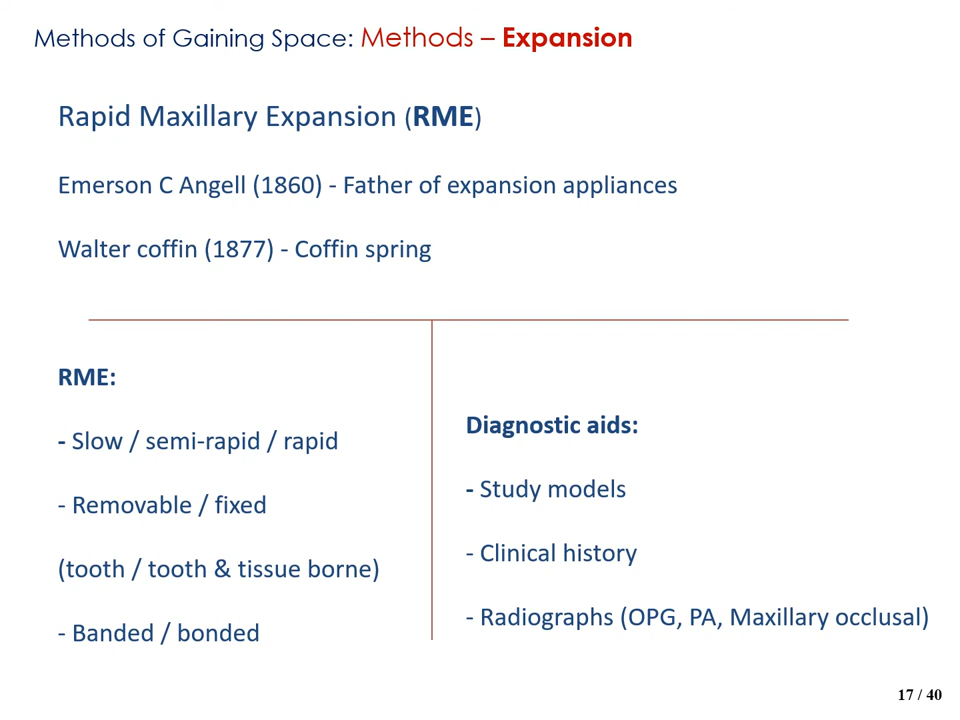 Methods of Gaining Space: Methods – Expansion
Rapid Maxillary Expansion (RME)
Emerson C Angell (1860) - Father of expansion appliances
Walter coffin (1877) - Coffin spring
RME:
- Slow / semi-rapid / rapid
- Removable / fixed
(tooth / tooth & tissue borne)
- Banded / bonded
Diagnostic aids:
- Study models
- Clinical history
- Radiographs (OPG, PA, Maxillary occlusal)
17 / 40